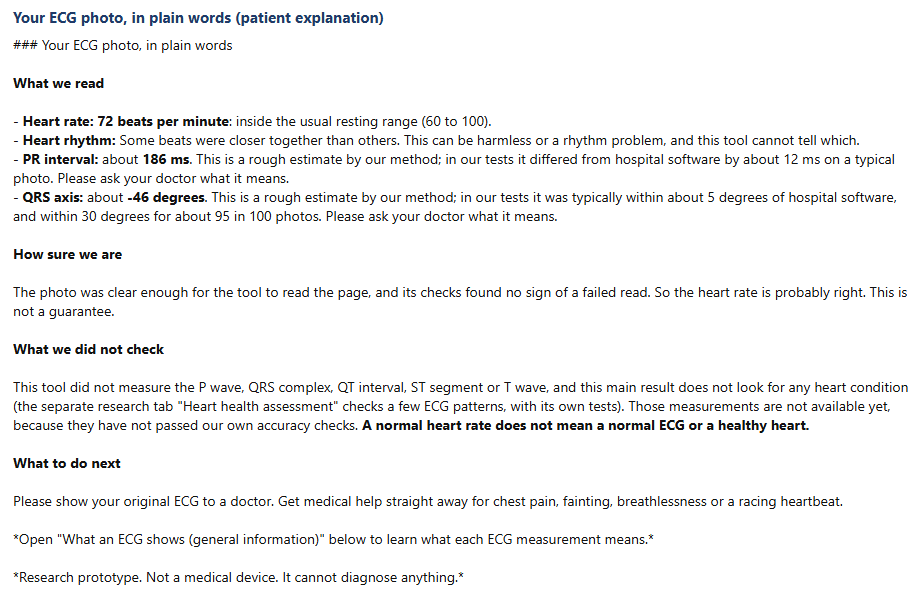 Your ECG photo, in plain words (patient explanation)
### Your ECG photo, in plain words
What we read
- Heart rate: 72 beats per minute: inside the usual resting range (60 to 100).
- Heart rhythm: Some beats were closer together than others. This can be harmless or a rhythm problem, and this tool cannot tell which.
- PR interval: about 186 ms. This is a rough estimate by our method; in our tests it differed from hospital software by about 12 ms on a typical
photo. Please ask your doctor what it means.
- QRS axis: about -46 degrees. This is a rough estimate by our method; in our tests it was typically within about 5 degrees of hospital software,
and within 30 degrees for about 95 in 100 photos. Please ask your doctor what it means.
How sure we are
The photo was clear enough for the tool to read the page, and its checks found no sign of a failed read. So the heart rate is probably right. This is
not a guarantee.
What we did not check
This tool did not measure the P wave, QRS complex, QT interval, ST segment or T wave, and this main result does not look for any heart condition
(the separate research tab "Heart health assessment" checks a few ECG patterns, with its own tests). Those measurements are not available yet,
because they have not passed our own accuracy checks. A normal heart rate does not mean a normal ECG or a healthy heart.
What to do next
Please show your original ECG to a doctor. Get medical help straight away for chest pain, fainting, breathlessness or a racing heartbeat.
*Open "What an ECG shows (general information)" below to learn what each ECG measurement means.*
*Research prototype. Not a medical device. It cannot diagnose anything.*